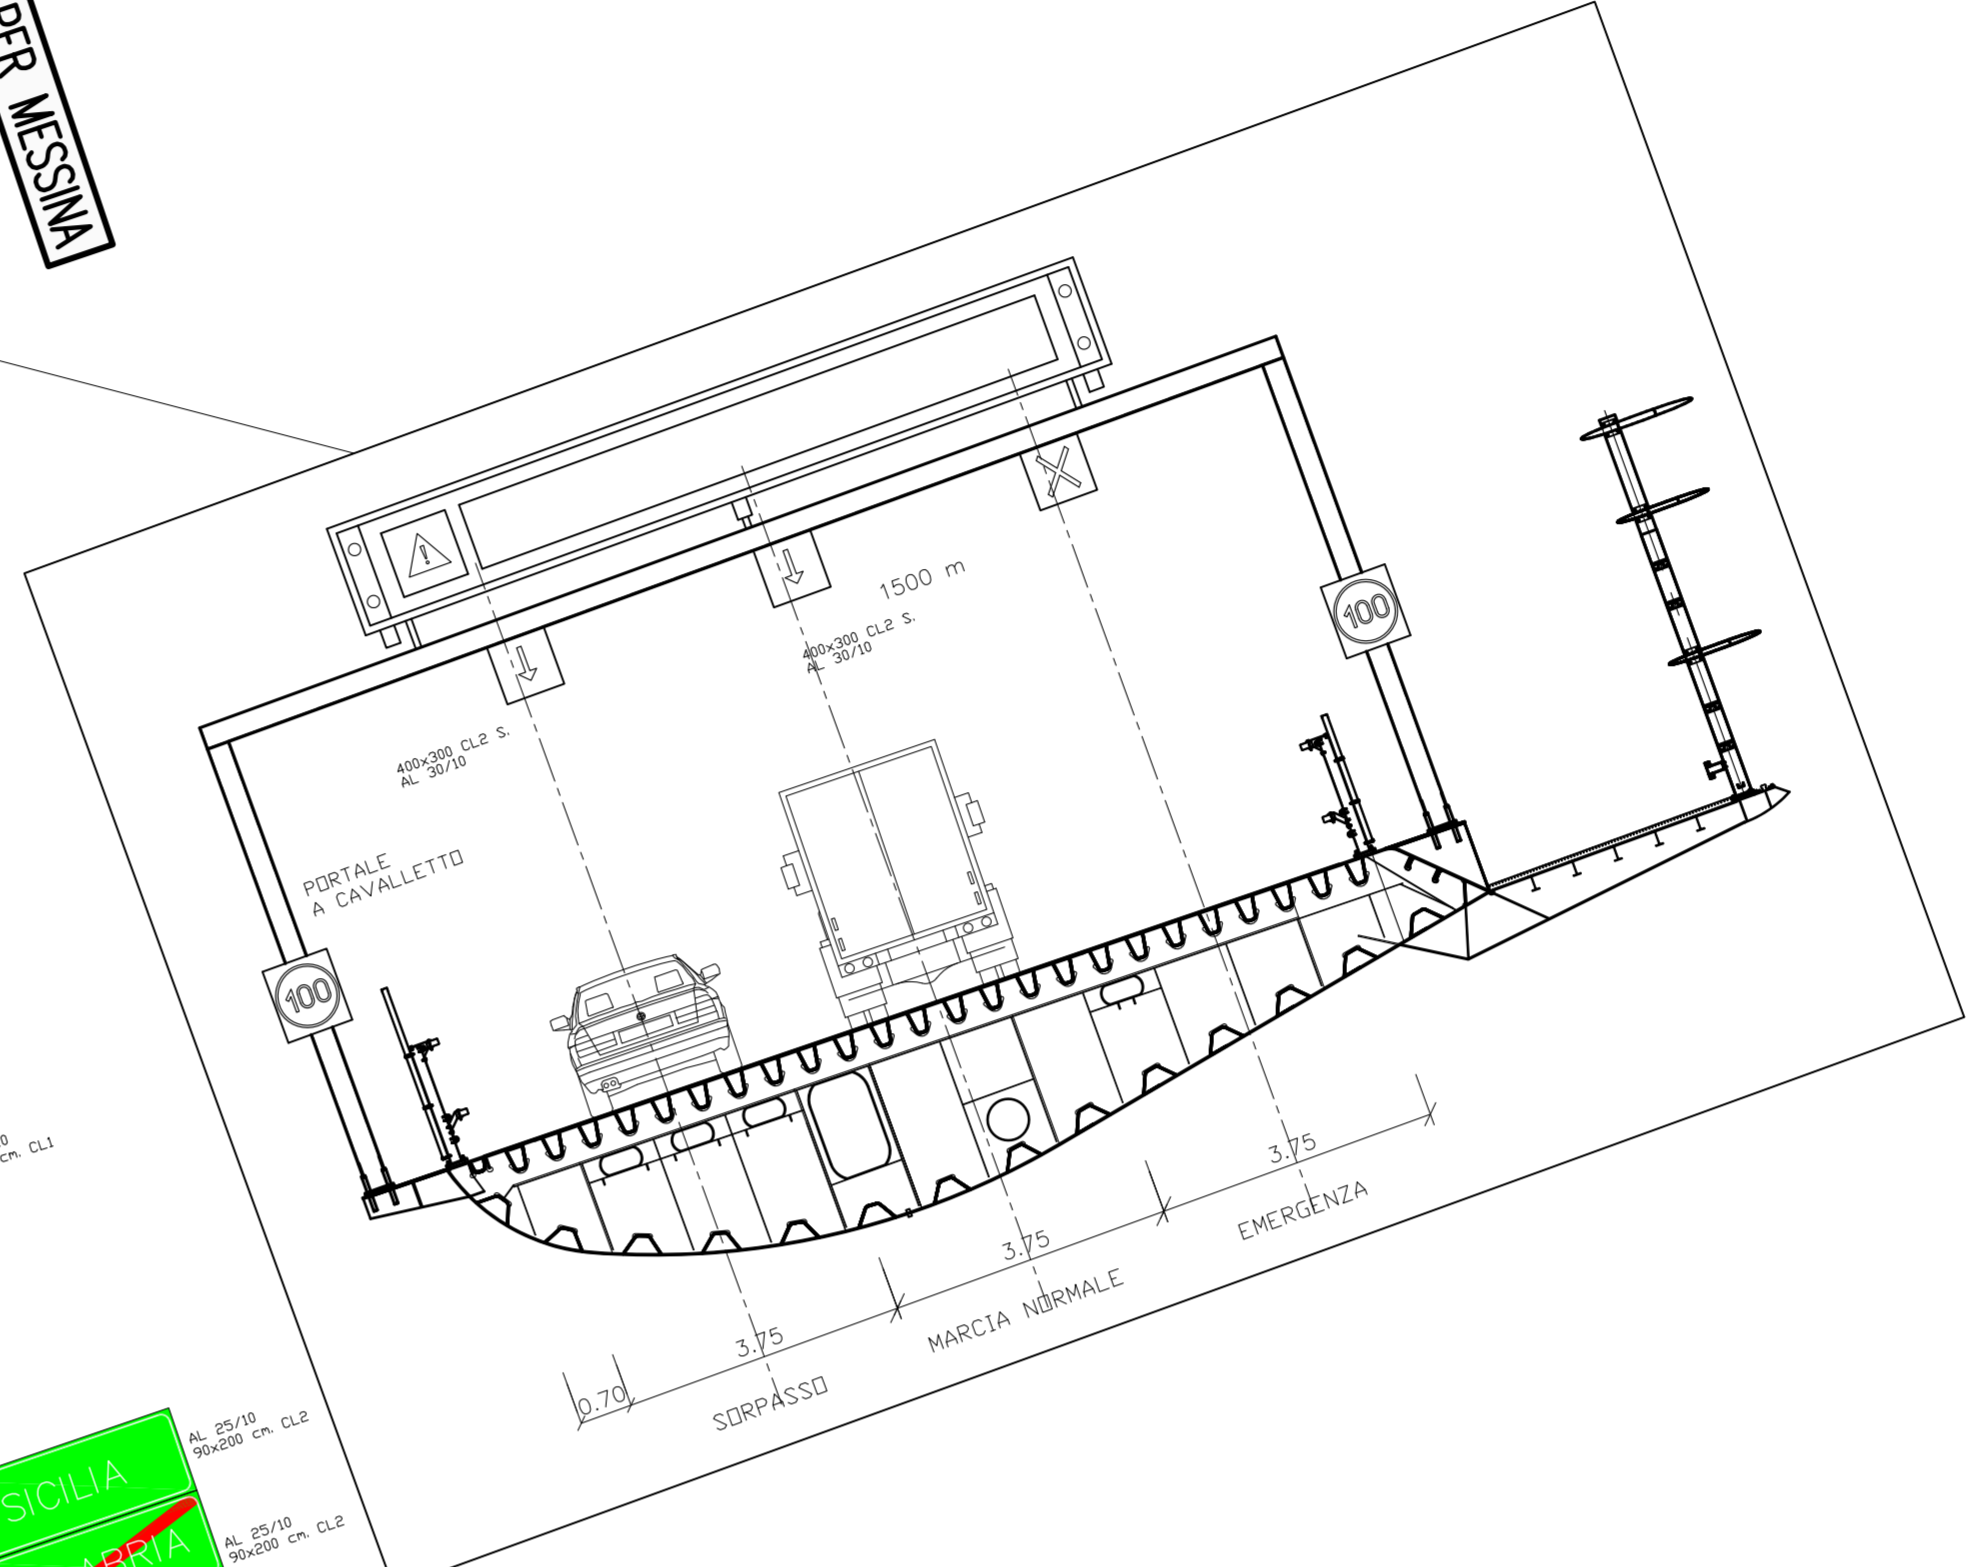 PER MESSINA
1500 m
400x300 CL2 S.
AL 30/10
400x300 CL2 S.
AL 30/10
100
PORTALE
A CAVALLETTO
100
cm. CL1
3.75
EMERGENZA
3.75
MARCIA NORMALE
3.75
0.70
SORPASSO
AL 25/10
90x200 cm. CL2
SICILIA
AL 25/10
90x200 cm. CL2
ABRIA